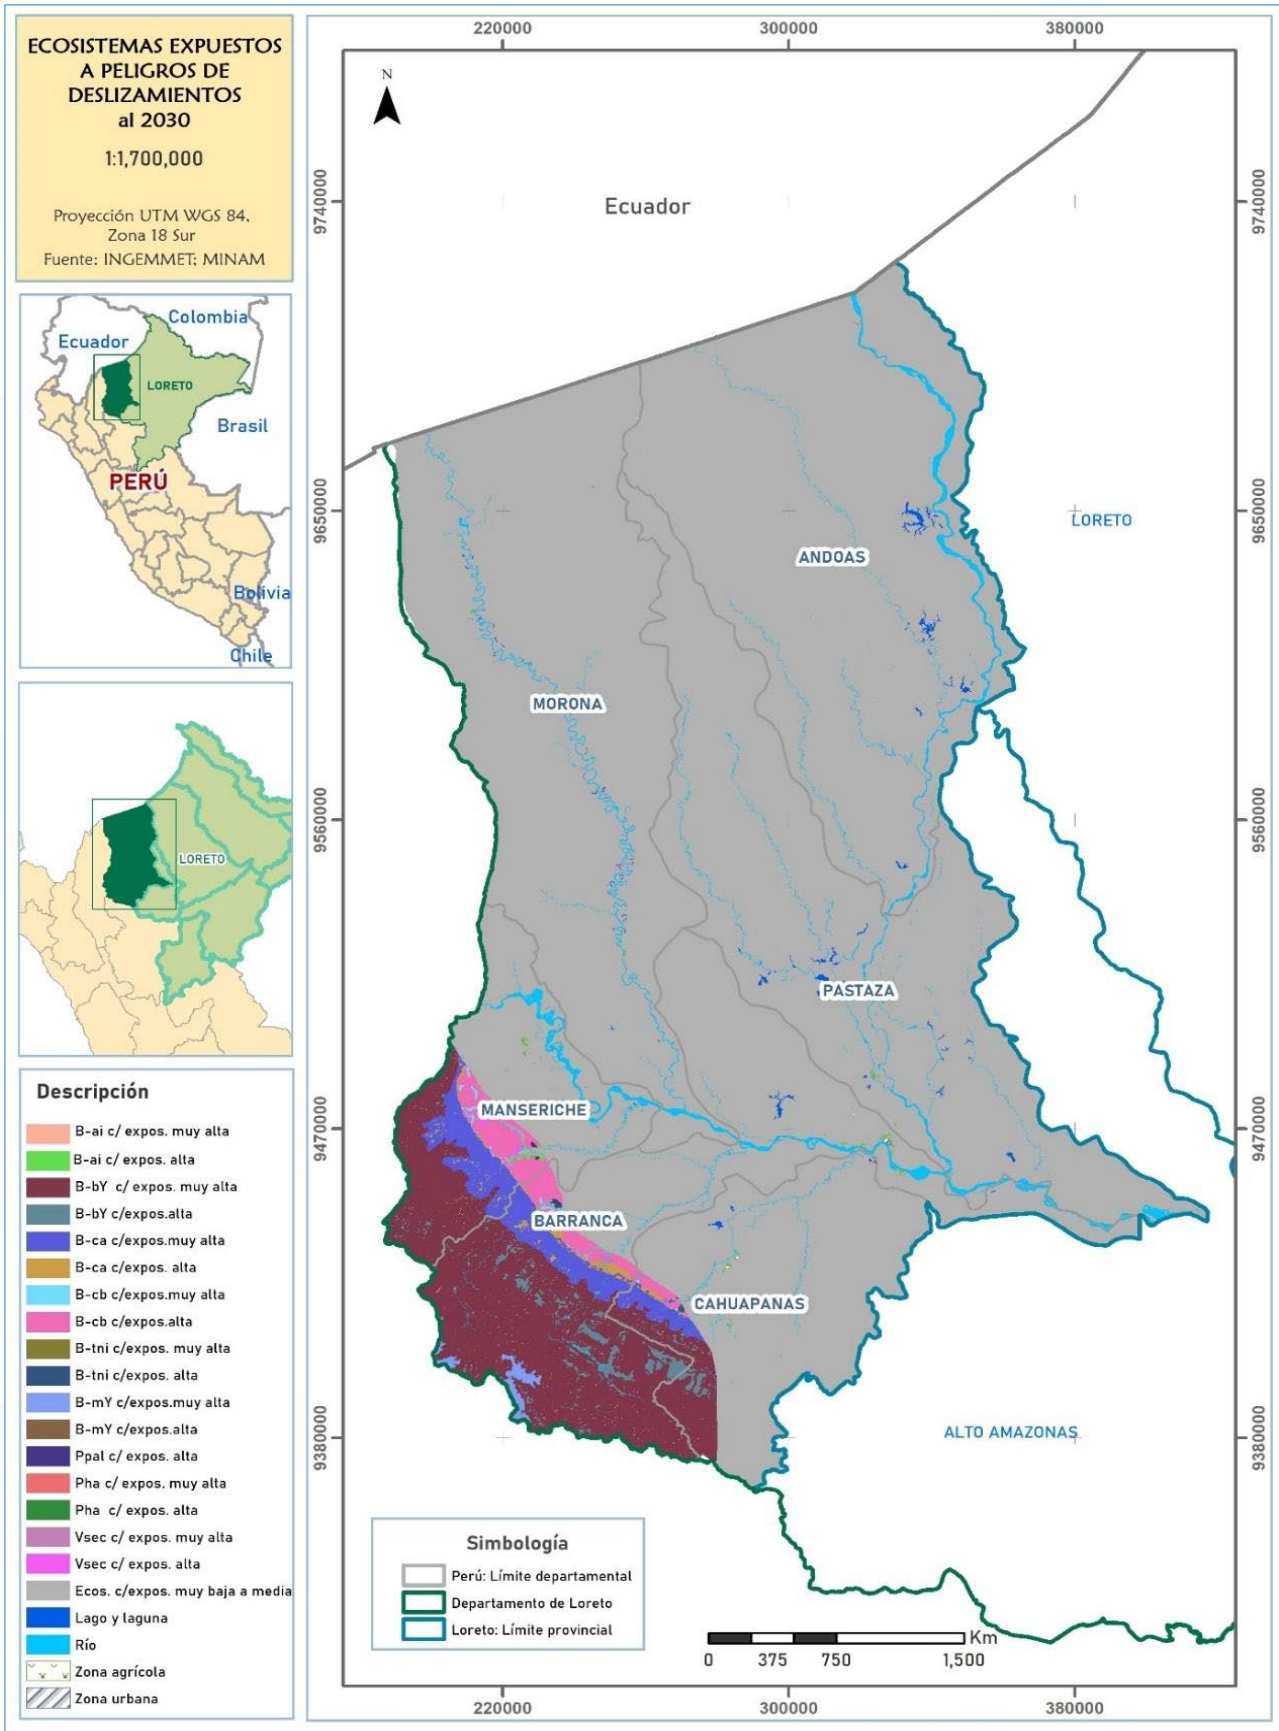 ECOSISTEMAS EXPUESTOS
A PELIGROS DE
DESLIZAMIENTOS
al 2030
1:1,700,000
Proyección UTM WGS 84,
Zona 18 Sur
Fuente: INGEMMET; MINAM
Colombia
Ecuador
LORETO
Brasil
PERÚ
Bolivia
Chile
LORETO
Descripción
B-ai c/ expos. muy alta
B-ai c/ expos. alta
B-bY c/ expos. muy alta
B-bY c/expos.alta
B-ca c/expos.muy alta
B-ca c/expos. alta
B-cb c/expos.muy alta
B-cb c/expos.alta
B-tni c/expos. muy alta
B-tni c/expos. alta
B-mY c/expos.muy alta
B-mY c/expos.alta
Ppal c/ expos. alta
Pha c/ expos. muy alta
Pha c/ expos. alta
Vsec c/ expos. muy alta
Vsec c/ expos. alta
Ecos. c/expos. muy baja a media
Lago y laguna
Río
Zona agrícola
Zona urbana
220000
300000
380000
N
9740000
9740000
Ecuador
9650000
9650000
LORETO
ANDOAS
MORONA
9560000
9560000
PASTAZA
MANSERICHE
9470000
9470000
BARRANCA
CAHUAPANAS
ALTO AMAZONAS
9380000
9380000
Simbología
Perú: Límite departamental
Departamento de Loreto
Loreto: Límite provincial
Km
0
375
750
1,500
220000
300000
380000